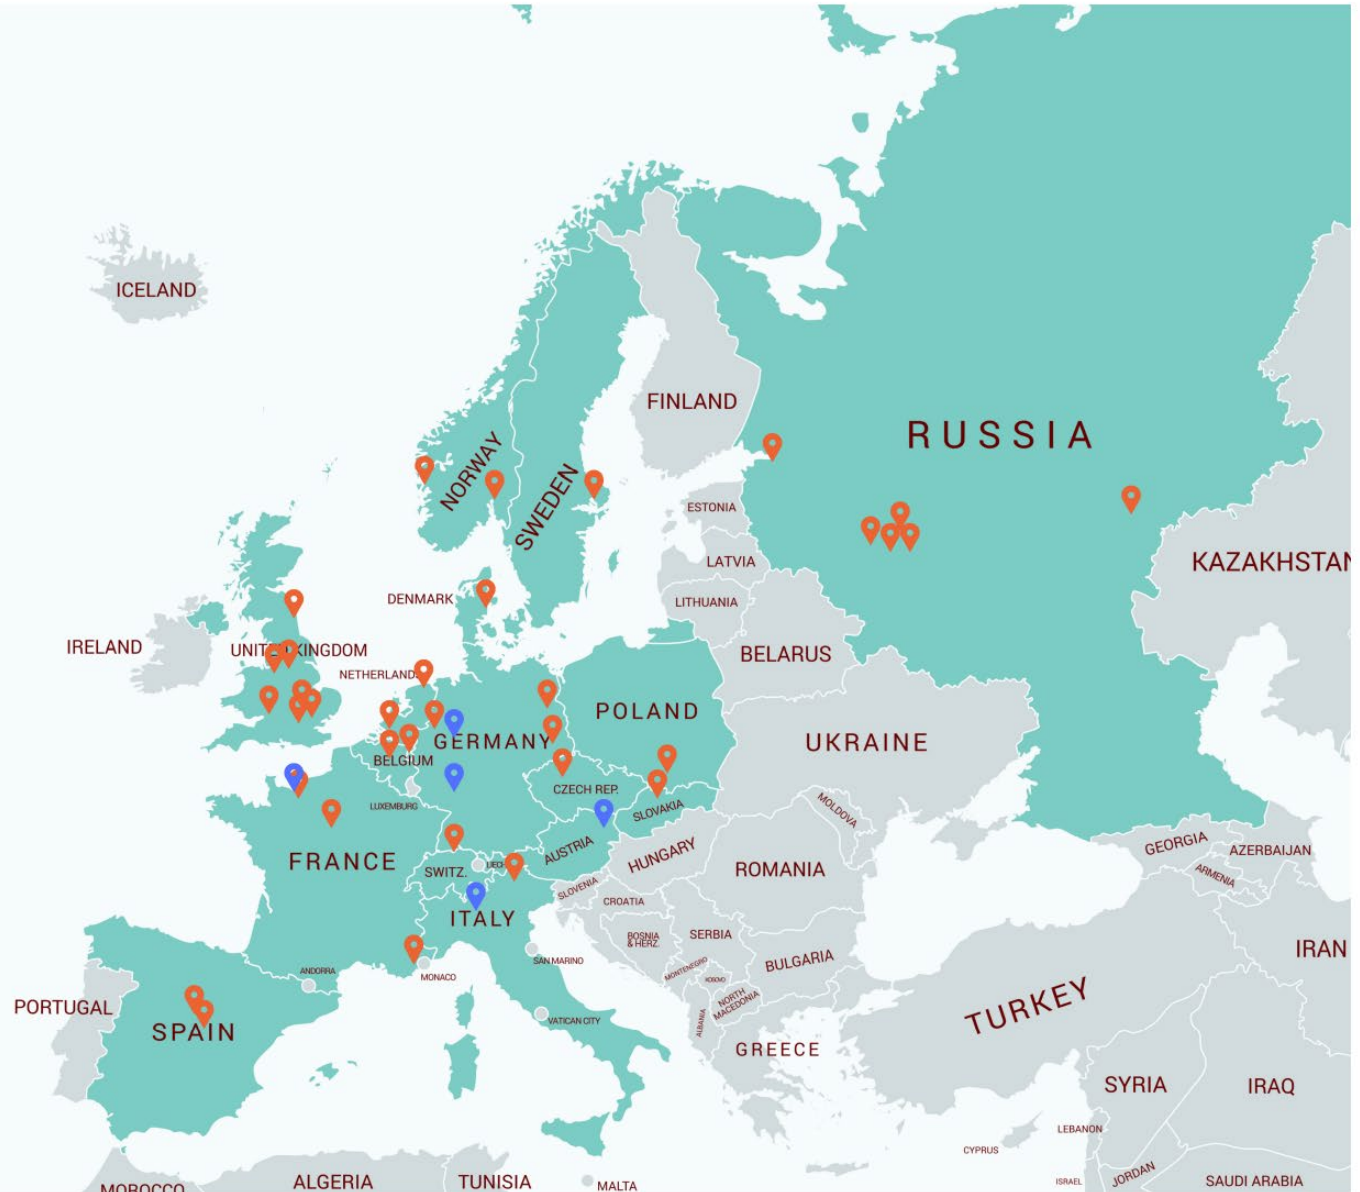 ICELAND
FINLAND
RUSSIA
NORWAY
SWEDEN
ESTONIA
LATVIA
LITHUANIA
KAZAKHSTAN
DENMARK
IRELAND
UNITED KINGDOM
NETHERLANDS
BELARUS
POLAND
GERMANY
UKRAINE
BELGIUM
CZECH REP.
LUXEMBURG
SLOVAKIA
MOLDOVA
FRANCE
SWITZ.
LIECH
AUSTRIA
HUNGARY
ROMANIA
GEORGIA
AZERBAIJAN
ARMENIA
SLOVENIA
CROATIA
ITALY
BOSNIA
& HERZ.
SERBIA
SAN MARINO
MONACO
ANDORRA
MONTENEGRO
KOSOVO
BULGARIA
IRAN
PORTUGAL
SPAIN
VATICAN CITY
NORTH
MACEDONIA
ALBANIA
GREECE
TURKEY
SYRIA
IRAQ
LEBANON
CYPRUS
MOROCCO
ALGERIA
TUNISIA
MALTA
ISRAEL
JORDAN
SAUDI ARABIA